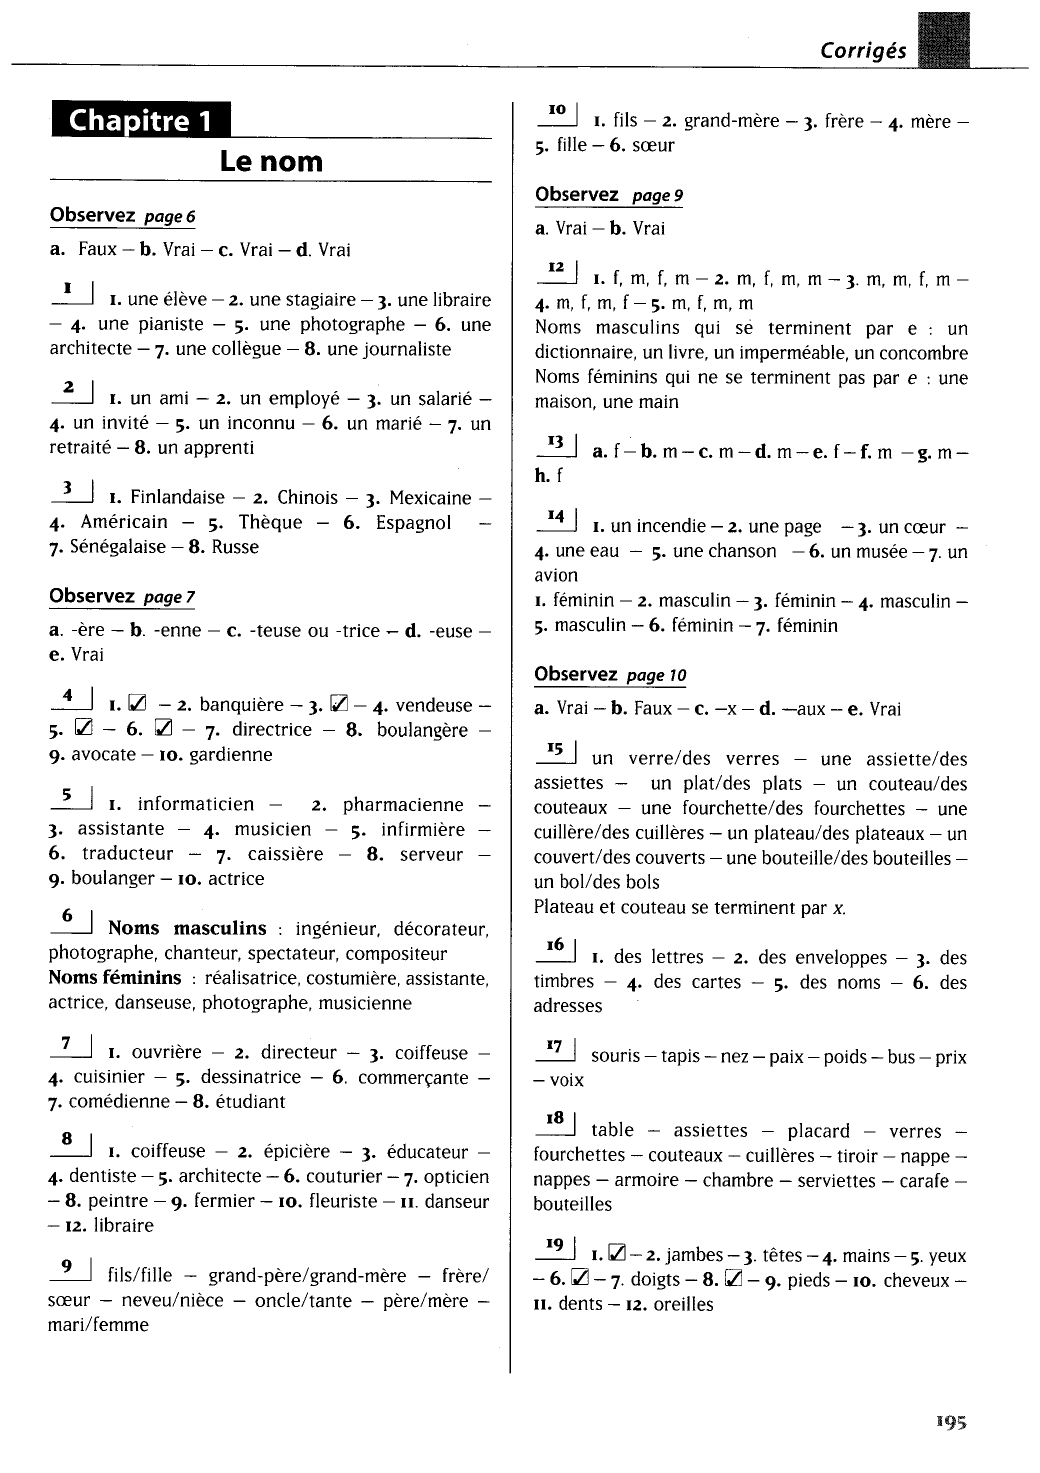 Corrigés
Chapitre 1
Le nom
Observez page 6
a. Faux – b. Vrai – c. Vrai – d. Vrai
1 1. une élève – 2. une stagiaire – 3. une libraire
– 4. une pianiste – 5. une photographe – 6. une
architecte – 7. une collègue – 8. une journaliste
2 1. un ami – 2. un employé – 3. un salarié –
4. un invité – 5. un inconnu – 6. un marié – 7. un
retraité – 8. un apprenti
3 1. Finlandaise – 2. Chinois – 3. Mexicaine –
4. Américain – 5. Thèque – 6. Espagnol –
7. Sénégalaise – 8. Russe
Observez page 7
a. -ère – b. -enne – c. -teuse ou -trice – d. -euse –
e. Vrai
4 1. ☑ – 2. banquière – 3. ☑ – 4. vendeuse –
5. ☑ – 6. ☑ – 7. directrice – 8. boulangère –
9. avocate – 10. gardienne
5 1. informaticien – 2. pharmacienne –
3. assistante – 4. musicien – 5. infirmière –
6. traducteur – 7. caissière – 8. serveur –
9. boulanger – 10. actrice
6 Noms masculins : ingénieur, décorateur,
photographe, chanteur, spectateur, compositeur
Noms féminins : réalisatrice, costumière, assistante,
actrice, danseuse, photographe, musicienne
7 1. ouvrière – 2. directeur – 3. coiffeuse –
4. cuisinier – 5. dessinatrice – 6. commerçante –
7. comédienne – 8. étudiant
8 1. coiffeuse – 2. épicière – 3. éducateur –
4. dentiste – 5. architecte – 6. couturier – 7. opticien
– 8. peintre – 9. fermier – 10. fleuriste – 11. danseur
– 12. libraire
9 fils/fille – grand-père/grand-mère – frère/
sœur – neveu/nièce – oncle/tante – père/mère –
mari/femme
10 1. fils – 2. grand-mère – 3. frère – 4. mère –
5. fille – 6. sœur
Observez page 9
a. Vrai – b. Vrai
12 1. f, m, f, m – 2. m, f, m, m – 3. m, m, f, m –
4. m, f, m, f – 5. m, f, m, m
Noms masculins qui se terminent par e : un
dictionnaire, un livre, un imperméable, un concombre
Noms féminins qui ne se terminent pas par e : une
maison, une main
13 a. f – b. m – c. m – d. m – e. f – f. m – g. m –
h. f
14 1. un incendie – 2. une page – 3. un cœur –
4. une eau – 5. une chanson – 6. un musée – 7. un
avion
1. féminin – 2. masculin – 3. féminin – 4. masculin –
5. masculin – 6. féminin – 7. féminin
Observez page 10
a. Vrai – b. Faux – c. –x – d. –aux – e. Vrai
15 un verre/des verres – une assiette/des
assiettes – un plat/des plats – un couteau/des
couteaux – une fourchette/des fourchettes – une
cuillère/des cuillères – un plateau/des plateaux – un
couvert/des couverts – une bouteille/des bouteilles –
un bol/des bols
Plateau et couteau se terminent par x.
16 1. des lettres – 2. des enveloppes – 3. des
timbres – 4. des cartes – 5. des noms – 6. des
adresses
17 souris – tapis – nez – paix – poids – bus – prix
– voix
18 table – assiettes – placard – verres –
fourchettes – couteaux – cuillères – tiroir – nappe –
nappes – armoire – chambre – serviettes – carafe –
bouteilles
19 1. ☑ – 2. jambes – 3. têtes – 4. mains – 5. yeux
– 6. ☑ – 7. doigts – 8. ☑ – 9. pieds – 10. cheveux –
11. dents – 12. oreilles
195